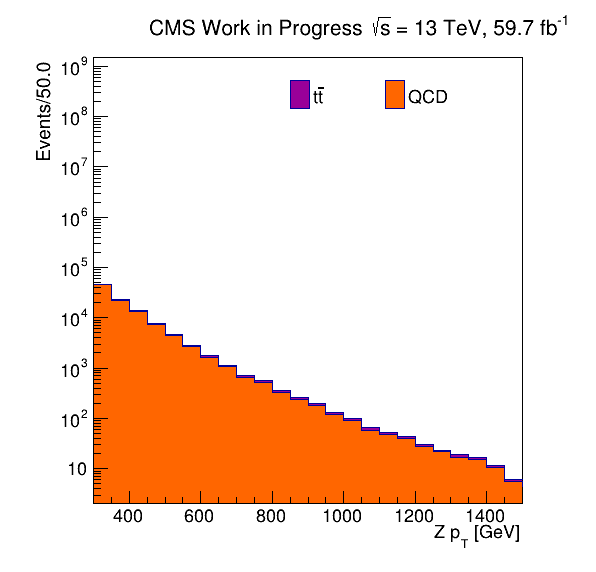 CMS Work in Progress √s = 13 TeV, 59.7 fb⁻¹
Events/50.0
tt̄
QCD
10⁹
10⁸
10⁷
10⁶
10⁵
10⁴
10³
10²
10
400 600 800 1000 1200 1400
Z p_T [GeV]